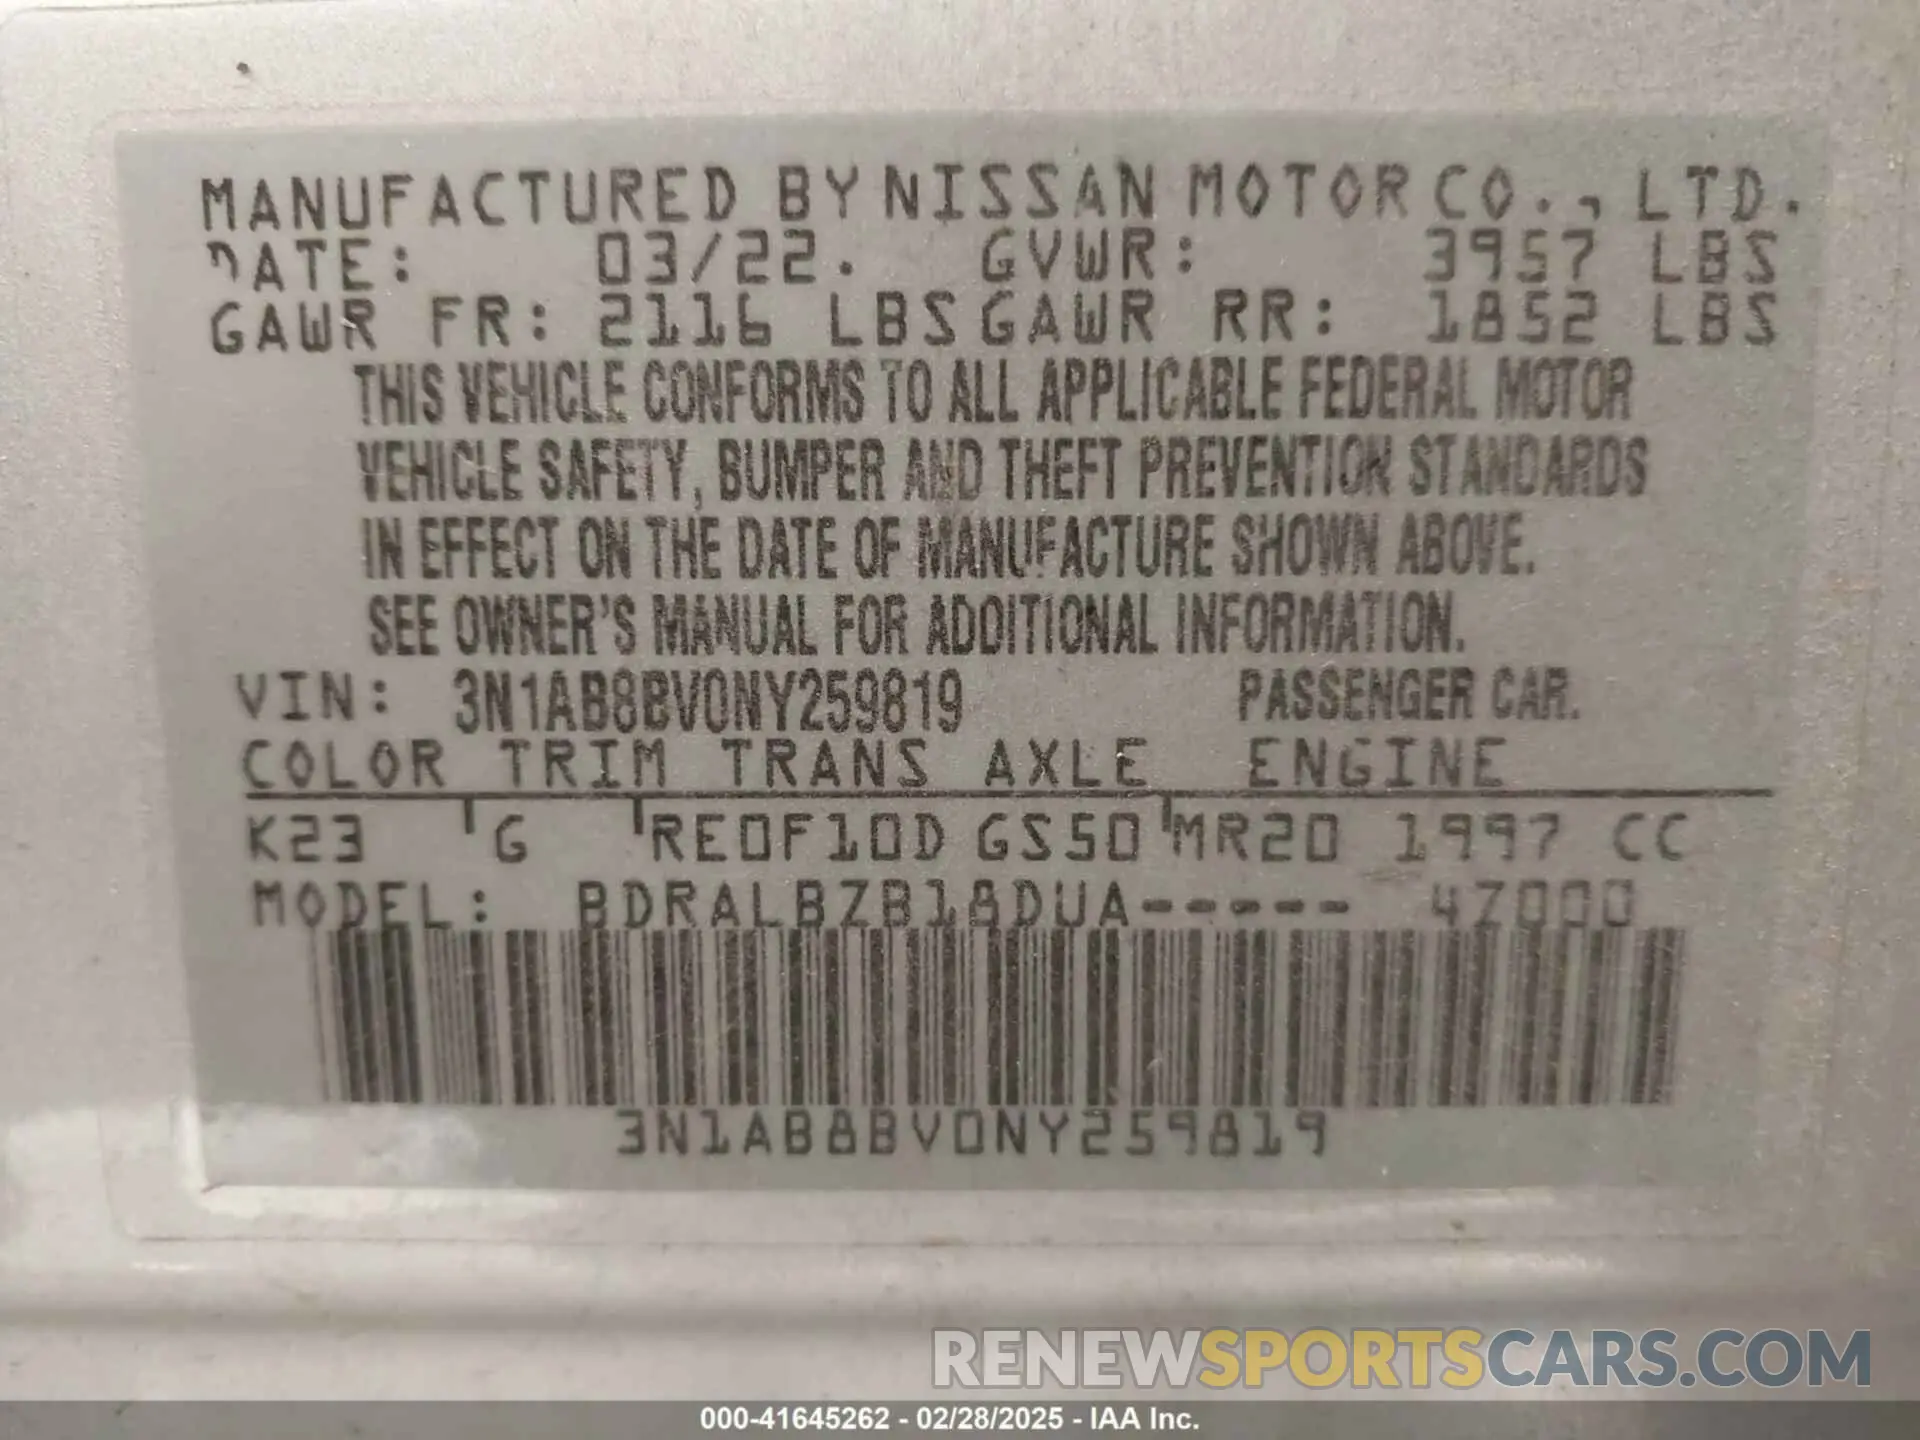 MANUFACTURED BY NISSAN MOTOR CO., LTD.
DATE: 03/22. GVWR: 3957 LBS
GAWR FR: 2116 LBS GAWR RR: 1852 LBS
THIS VEHICLE CONFORMS TO ALL APPLICABLE FEDERAL MOTOR
VEHICLE SAFETY, BUMPER AND THEFT PREVENTION STANDARDS
IN EFFECT ON THE DATE OF MANUFACTURE SHOWN ABOVE.
SEE OWNER'S MANUAL FOR ADDITIONAL INFORMATION.
VIN: 3N1AB8BV0NY259819 PASSENGER CAR.
COLOR TRIM TRANS AXLE ENGINE
K23 G RE0F10D GS50 MR20 1997 CC
MODEL: BDRALBZB18DUA----- 4Z000
3N1AB8BV0NY259819
RENEWSPORTSCARS.COM
000-41645262 - 02/28/2025 - IAA Inc.